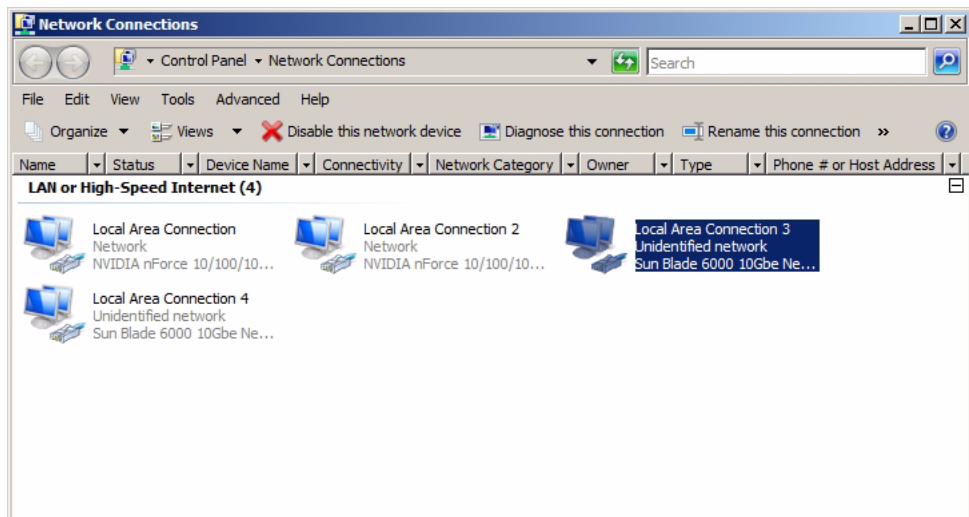 Network Connections
Control Panel Network Connections
Search
File Edit View Tools Advanced Help
Organize Views Disable this network device Diagnose this connection Rename this connection »
Name Status Device Name Connectivity Network Category Owner Type Phone # or Host Address
LAN or High-Speed Internet (4)
Local Area Connection
Network
NVIDIA nForce 10/100/10...
Local Area Connection 2
Network
NVIDIA nForce 10/100/10...
Local Area Connection 3
Unidentified network
Sun Blade 6000 10Gbe Ne...
Local Area Connection 4
Unidentified network
Sun Blade 6000 10Gbe Ne...